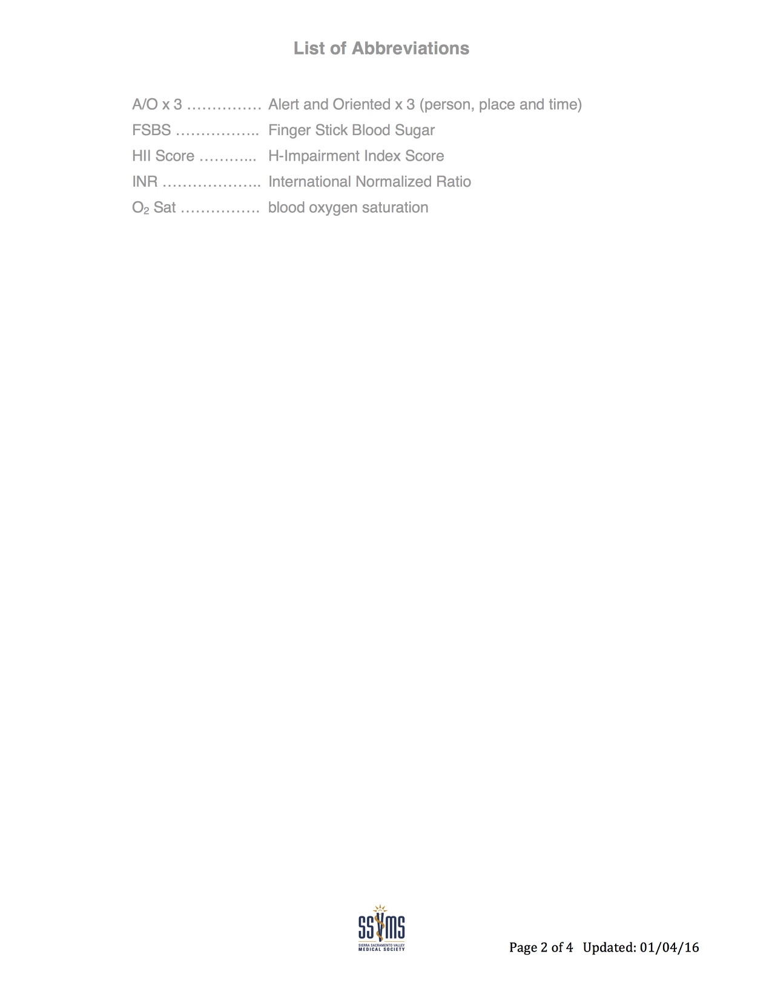 List of Abbreviations
A/O x 3 …………… Alert and Oriented x 3 (person, place and time)
FSBS …………….. Finger Stick Blood Sugar
HII Score ………... H-Impairment Index Score
INR ……………….. International Normalized Ratio
O₂ Sat ……………. blood oxygen saturation
SSVMS
SIERRA SACRAMENTO VALLEY
MEDICAL SOCIETY
Page 2 of 4 Updated: 01/04/16